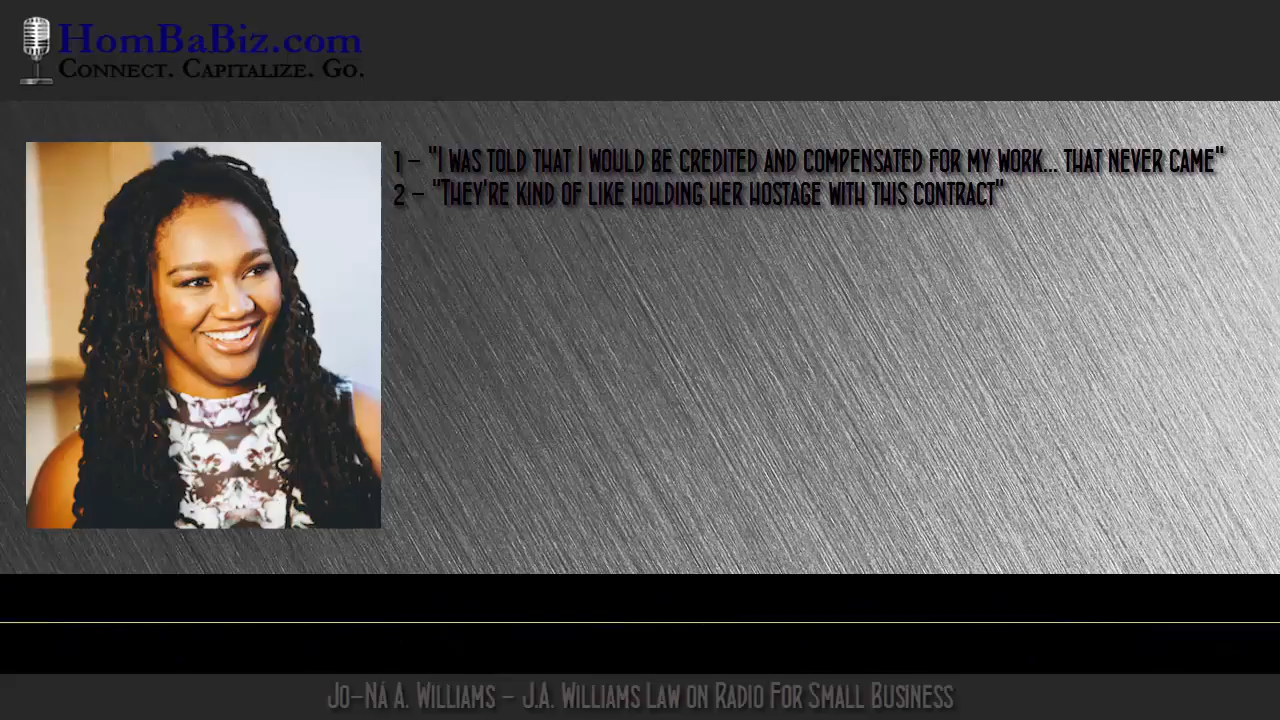 HomBaBiz.com
Connect. Capitalize. Go.
1 – "I was told that I would be credited and compensated for my work... that never came"
2 – "They're kind of like holding her hostage with this contract"
Jo-Ná A. Williams – J.A. Williams Law on Radio For Small Business